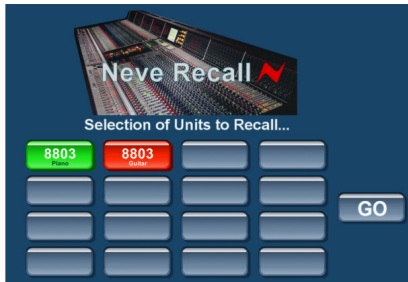 Neve Recall
Selection of Units to Recall...
8803
Piano
8803
Guitar
GO